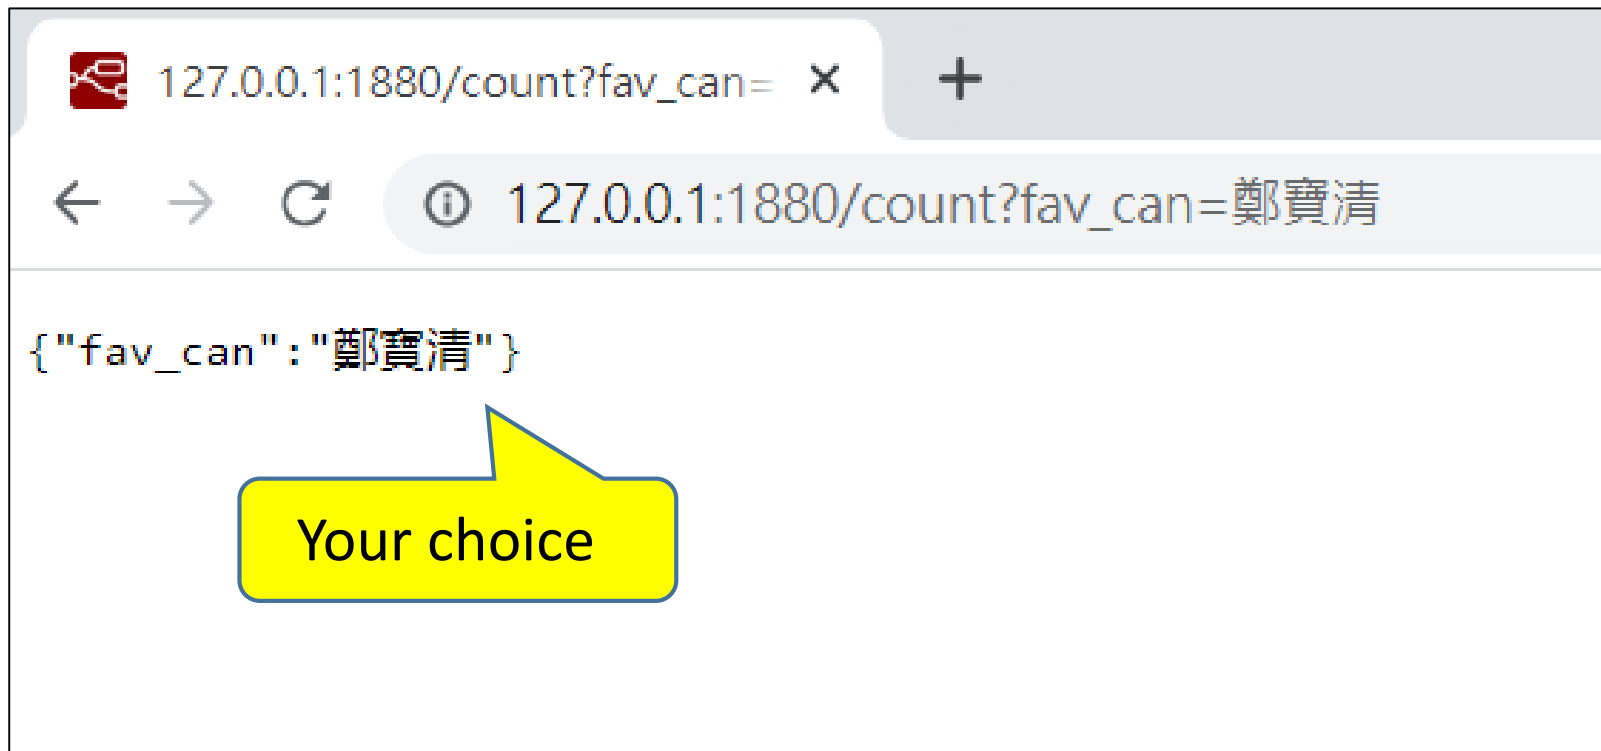 127.0.0.1:1880/count?fav_can=
127.0.0.1:1880/count?fav_can=鄭寶清
{"fav_can":"鄭寶清"}
Your choice